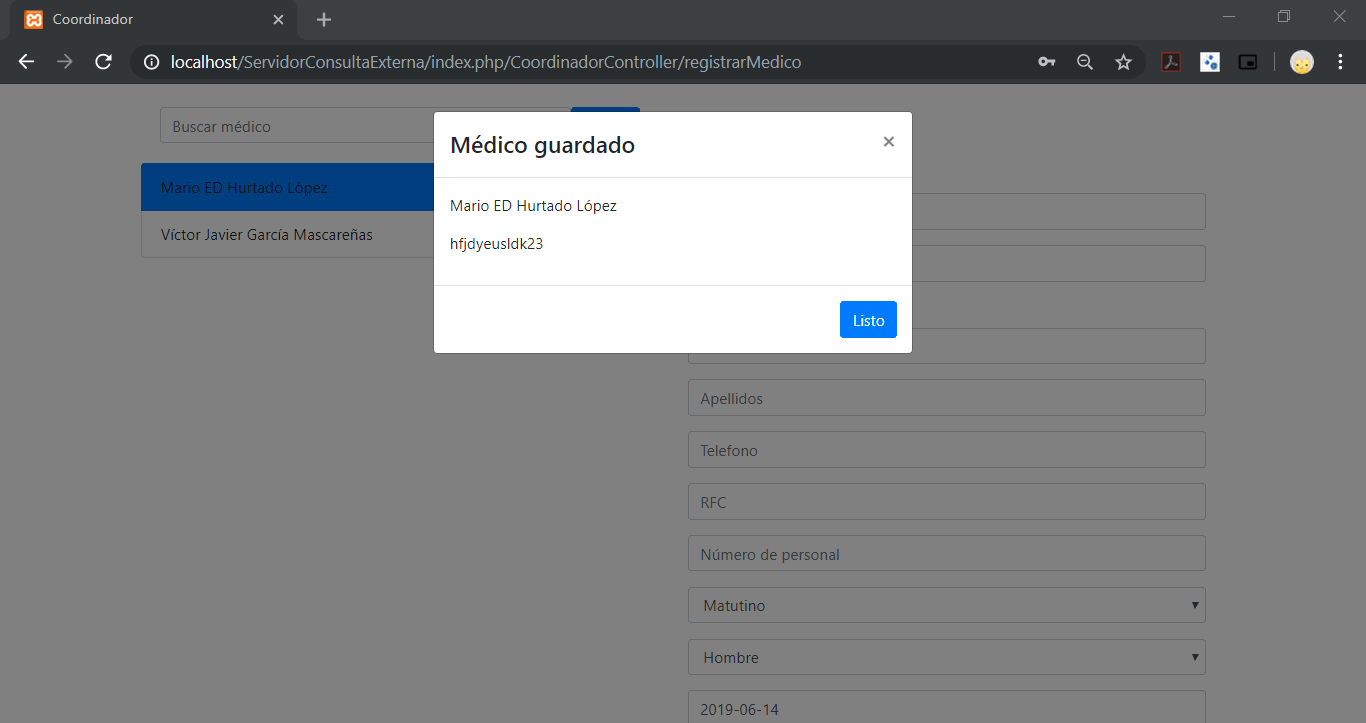 Coordinador
localhost/ServidorConsultaExterna/index.php/CoordinadorController/registrarMedico
Buscar médico
Mario ED Hurtado López
Víctor Javier García Mascareñas
Médico guardado
×
Mario ED Hurtado López
hfjdyeusldk23
Listo
Apellidos
Telefono
RFC
Número de personal
Matutino
Hombre
2019-06-14